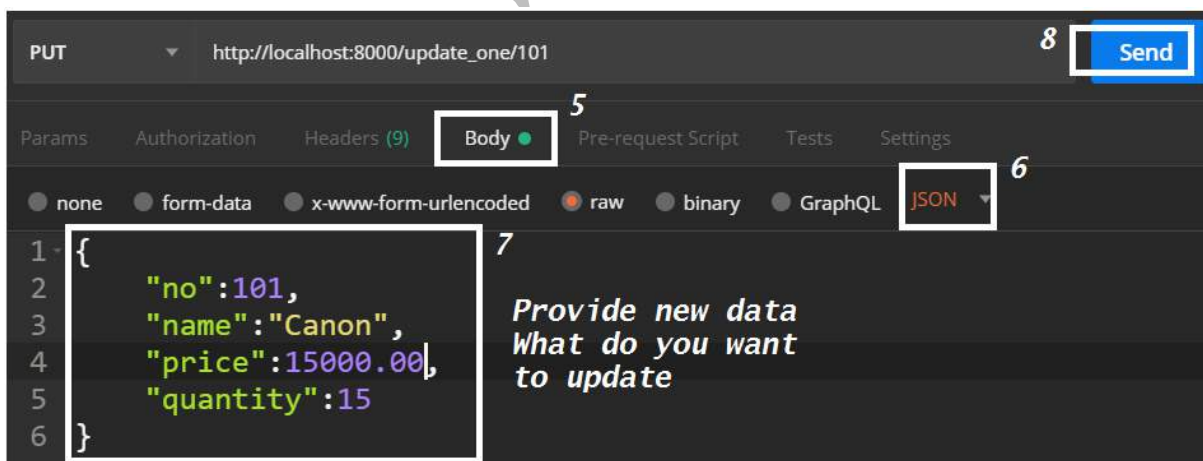 PUT http://localhost:8000/update_one/101 8 Send
5
Params Authorization Headers (9) Body Pre-request Script Tests Settings
6
none form-data x-www-form-urlencoded raw binary GraphQL JSON
7
1 {
2 "no":101,
3 "name":"Canon",
4 "price":15000.00,
5 "quantity":15
6 }
Provide new data
What do you want
to update